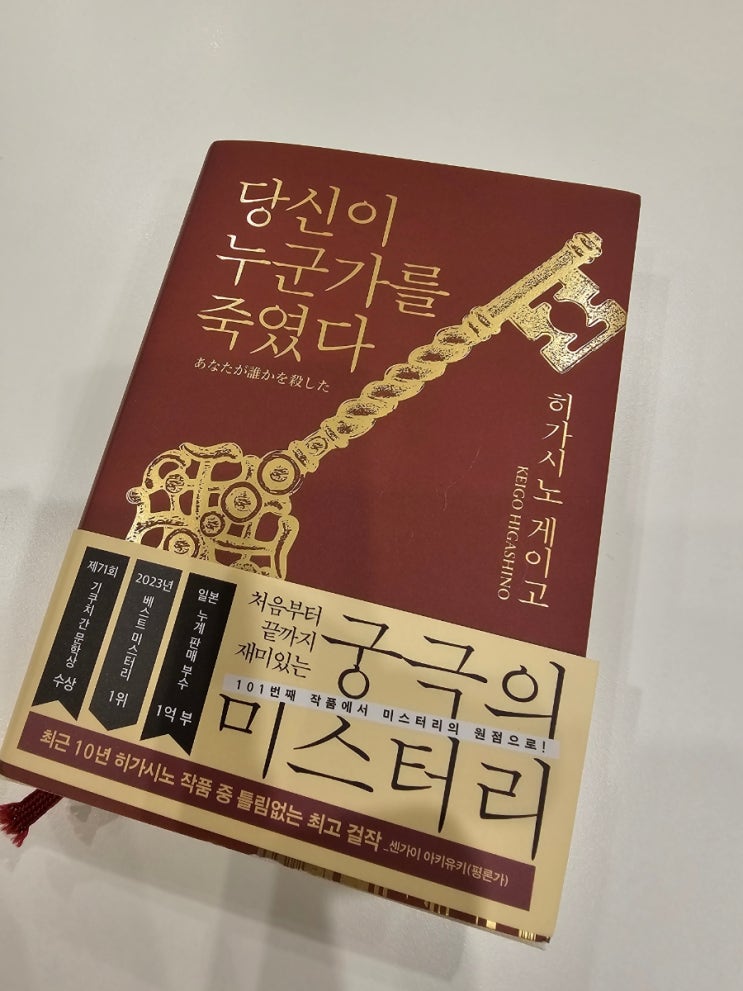 당신이
누군가를
죽였다
あなたが誰かを殺した
히가시노 게이고
KEIGO HIGASHINO
제71회
기쿠치 간 문학상
수상
2023년
베스트 미스터리
1위
일본
누계 판매 부수
1억 부
처음부터
끝까지
재미있는
궁극의
101번째 작품에서 미스터리의 원점으로!
미스터리
최근 10년 히가시노 작품 중 틀림없는 최고 걸작 _센가이 아키유키(평론가)